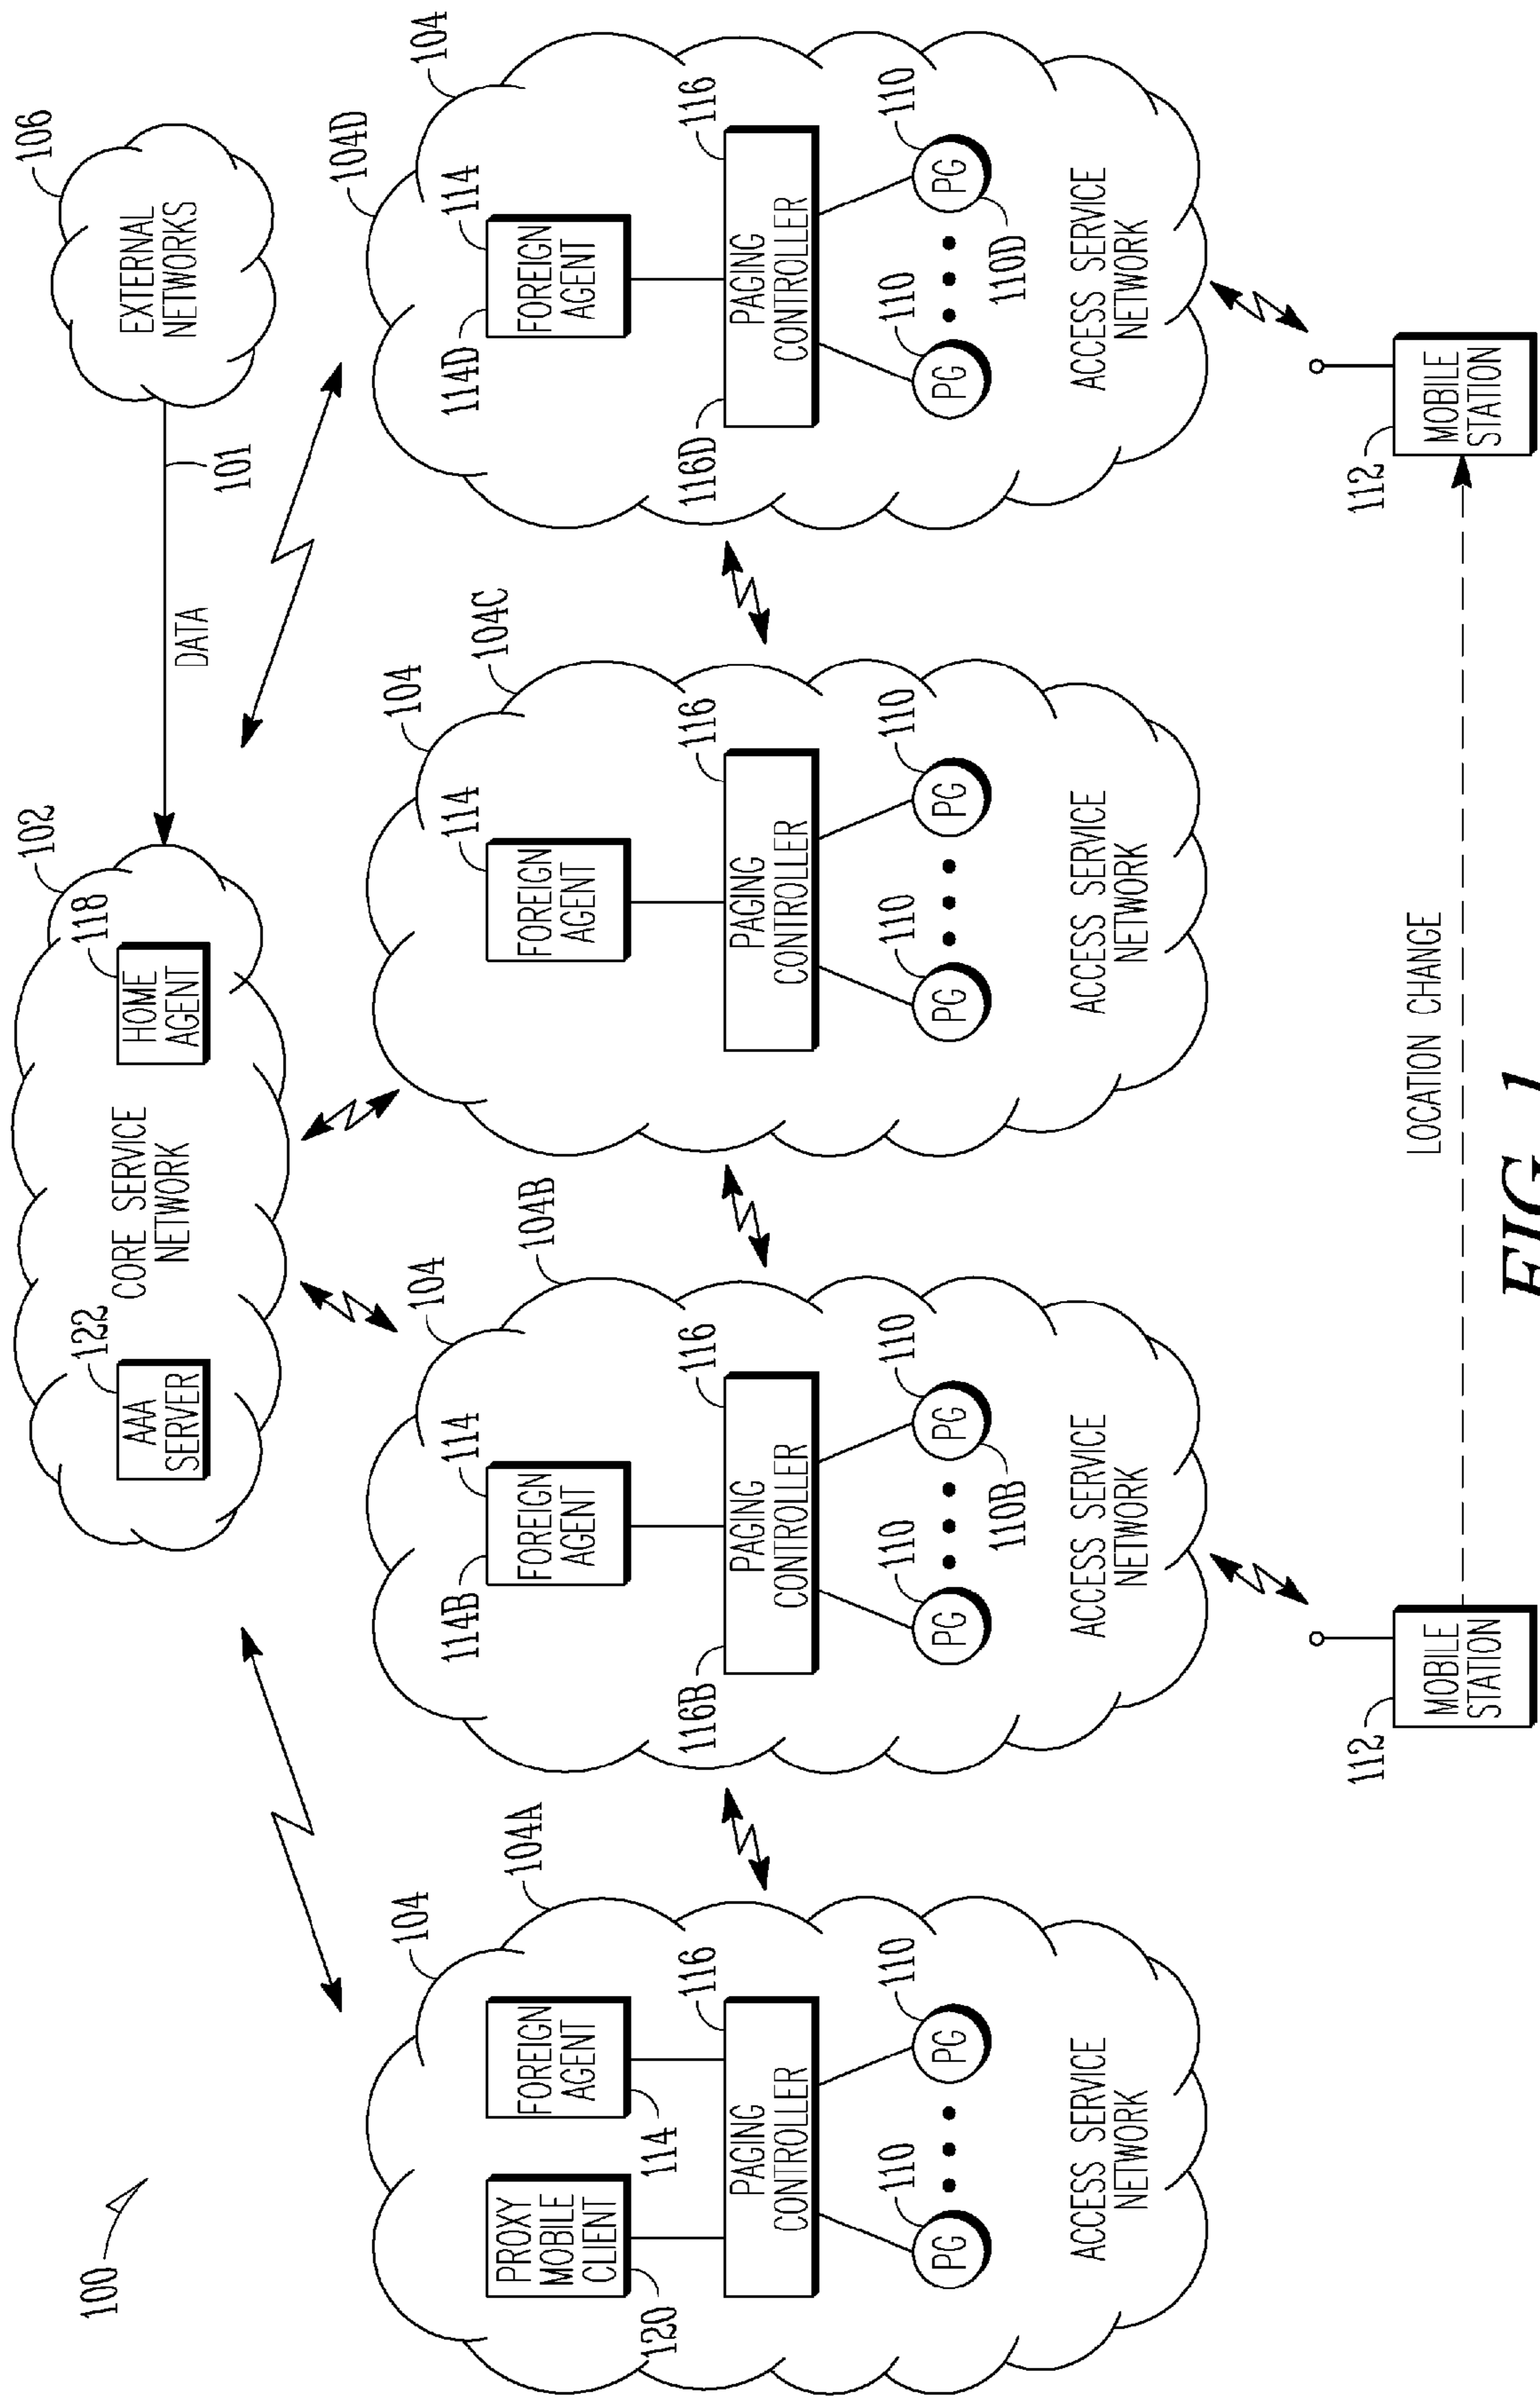 100
AAA
SERVER
122
CORE SERVICE
NETWORK
HOME
AGENT
118
102
DATA
101
EXTERNAL
NETWORKS
106
104
104A
PROXY
MOBILE
CLIENT
120
FOREIGN
AGENT
114
PAGING
CONTROLLER
116
PG
110
PG
110
ACCESS SERVICE
NETWORK
104
104B
FOREIGN
AGENT
114B
114
PAGING
CONTROLLER
116B
116
PG
110
PG
110
110B
ACCESS SERVICE
NETWORK
104
104C
FOREIGN
AGENT
114
PAGING
CONTROLLER
116
PG
110
PG
110
ACCESS SERVICE
NETWORK
104D
104
FOREIGN
AGENT
114D
114
PAGING
CONTROLLER
116D
116
PG
110
PG
110
110D
ACCESS SERVICE
NETWORK
112
MOBILE
STATION
LOCATION CHANGE
112
MOBILE
STATION
FIG. 1